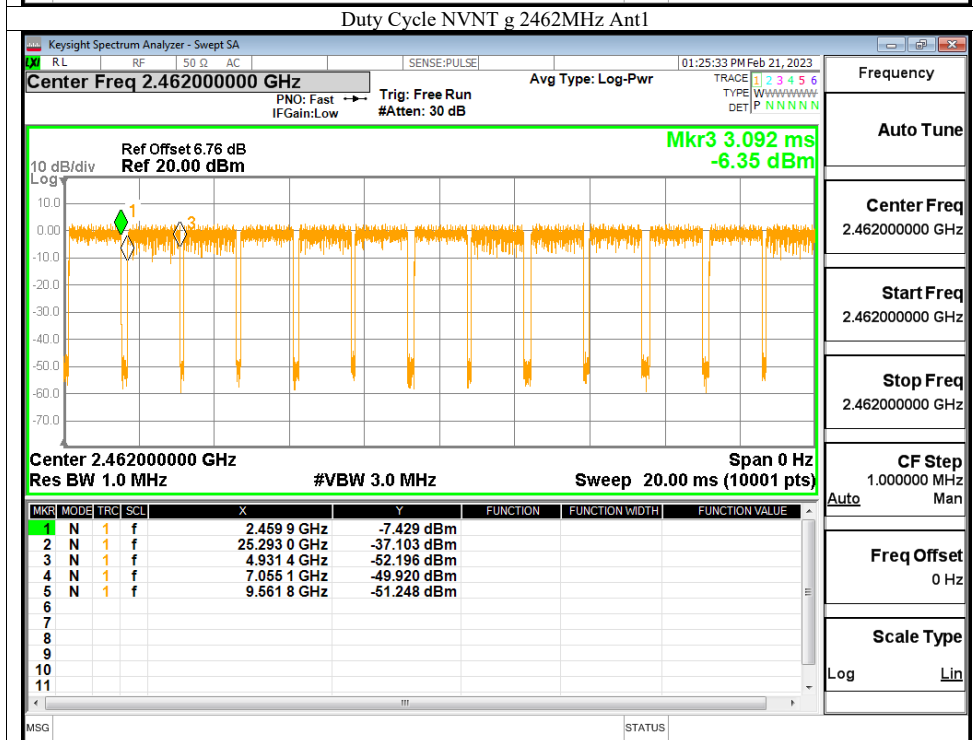 Duty Cycle NVNT g 2462MHz Ant1
Keysight Spectrum Analyzer - Swept SA
LXI RL RF 50 Ω AC SENSE:PULSE 01:25:33 PM Feb 21, 2023
Center Freq 2.462000000 GHz Avg Type: Log-Pwr TRACE 1 2 3 4 5 6
PNO: Fast Trig: Free Run TYPE WWWWWWW
IFGain:Low #Atten: 30 dB DET P N N N N N
Mkr3 3.092 ms
-6.35 dBm
Ref Offset 6.76 dB
10 dB/div Ref 20.00 dBm
Log
10.0
0.00
-10.0
-20.0
-30.0
-40.0
-50.0
-60.0
-70.0
1
3
Center 2.462000000 GHz Span 0 Hz
Res BW 1.0 MHz #VBW 3.0 MHz Sweep 20.00 ms (10001 pts)
MKR MODE TRC SCL X Y FUNCTION FUNCTION WIDTH FUNCTION VALUE
1 N 1 f 2.459 9 GHz -7.429 dBm
2 N 1 f 25.293 0 GHz -37.103 dBm
3 N 1 f 4.931 4 GHz -52.196 dBm
4 N 1 f 7.055 1 GHz -49.920 dBm
5 N 1 f 9.561 8 GHz -51.248 dBm
6
7
8
9
10
11
MSG STATUS
Frequency
Auto Tune
Center Freq
2.462000000 GHz
Start Freq
2.462000000 GHz
Stop Freq
2.462000000 GHz
CF Step
1.000000 MHz
Auto Man
Freq Offset
0 Hz
Scale Type
Log Lin